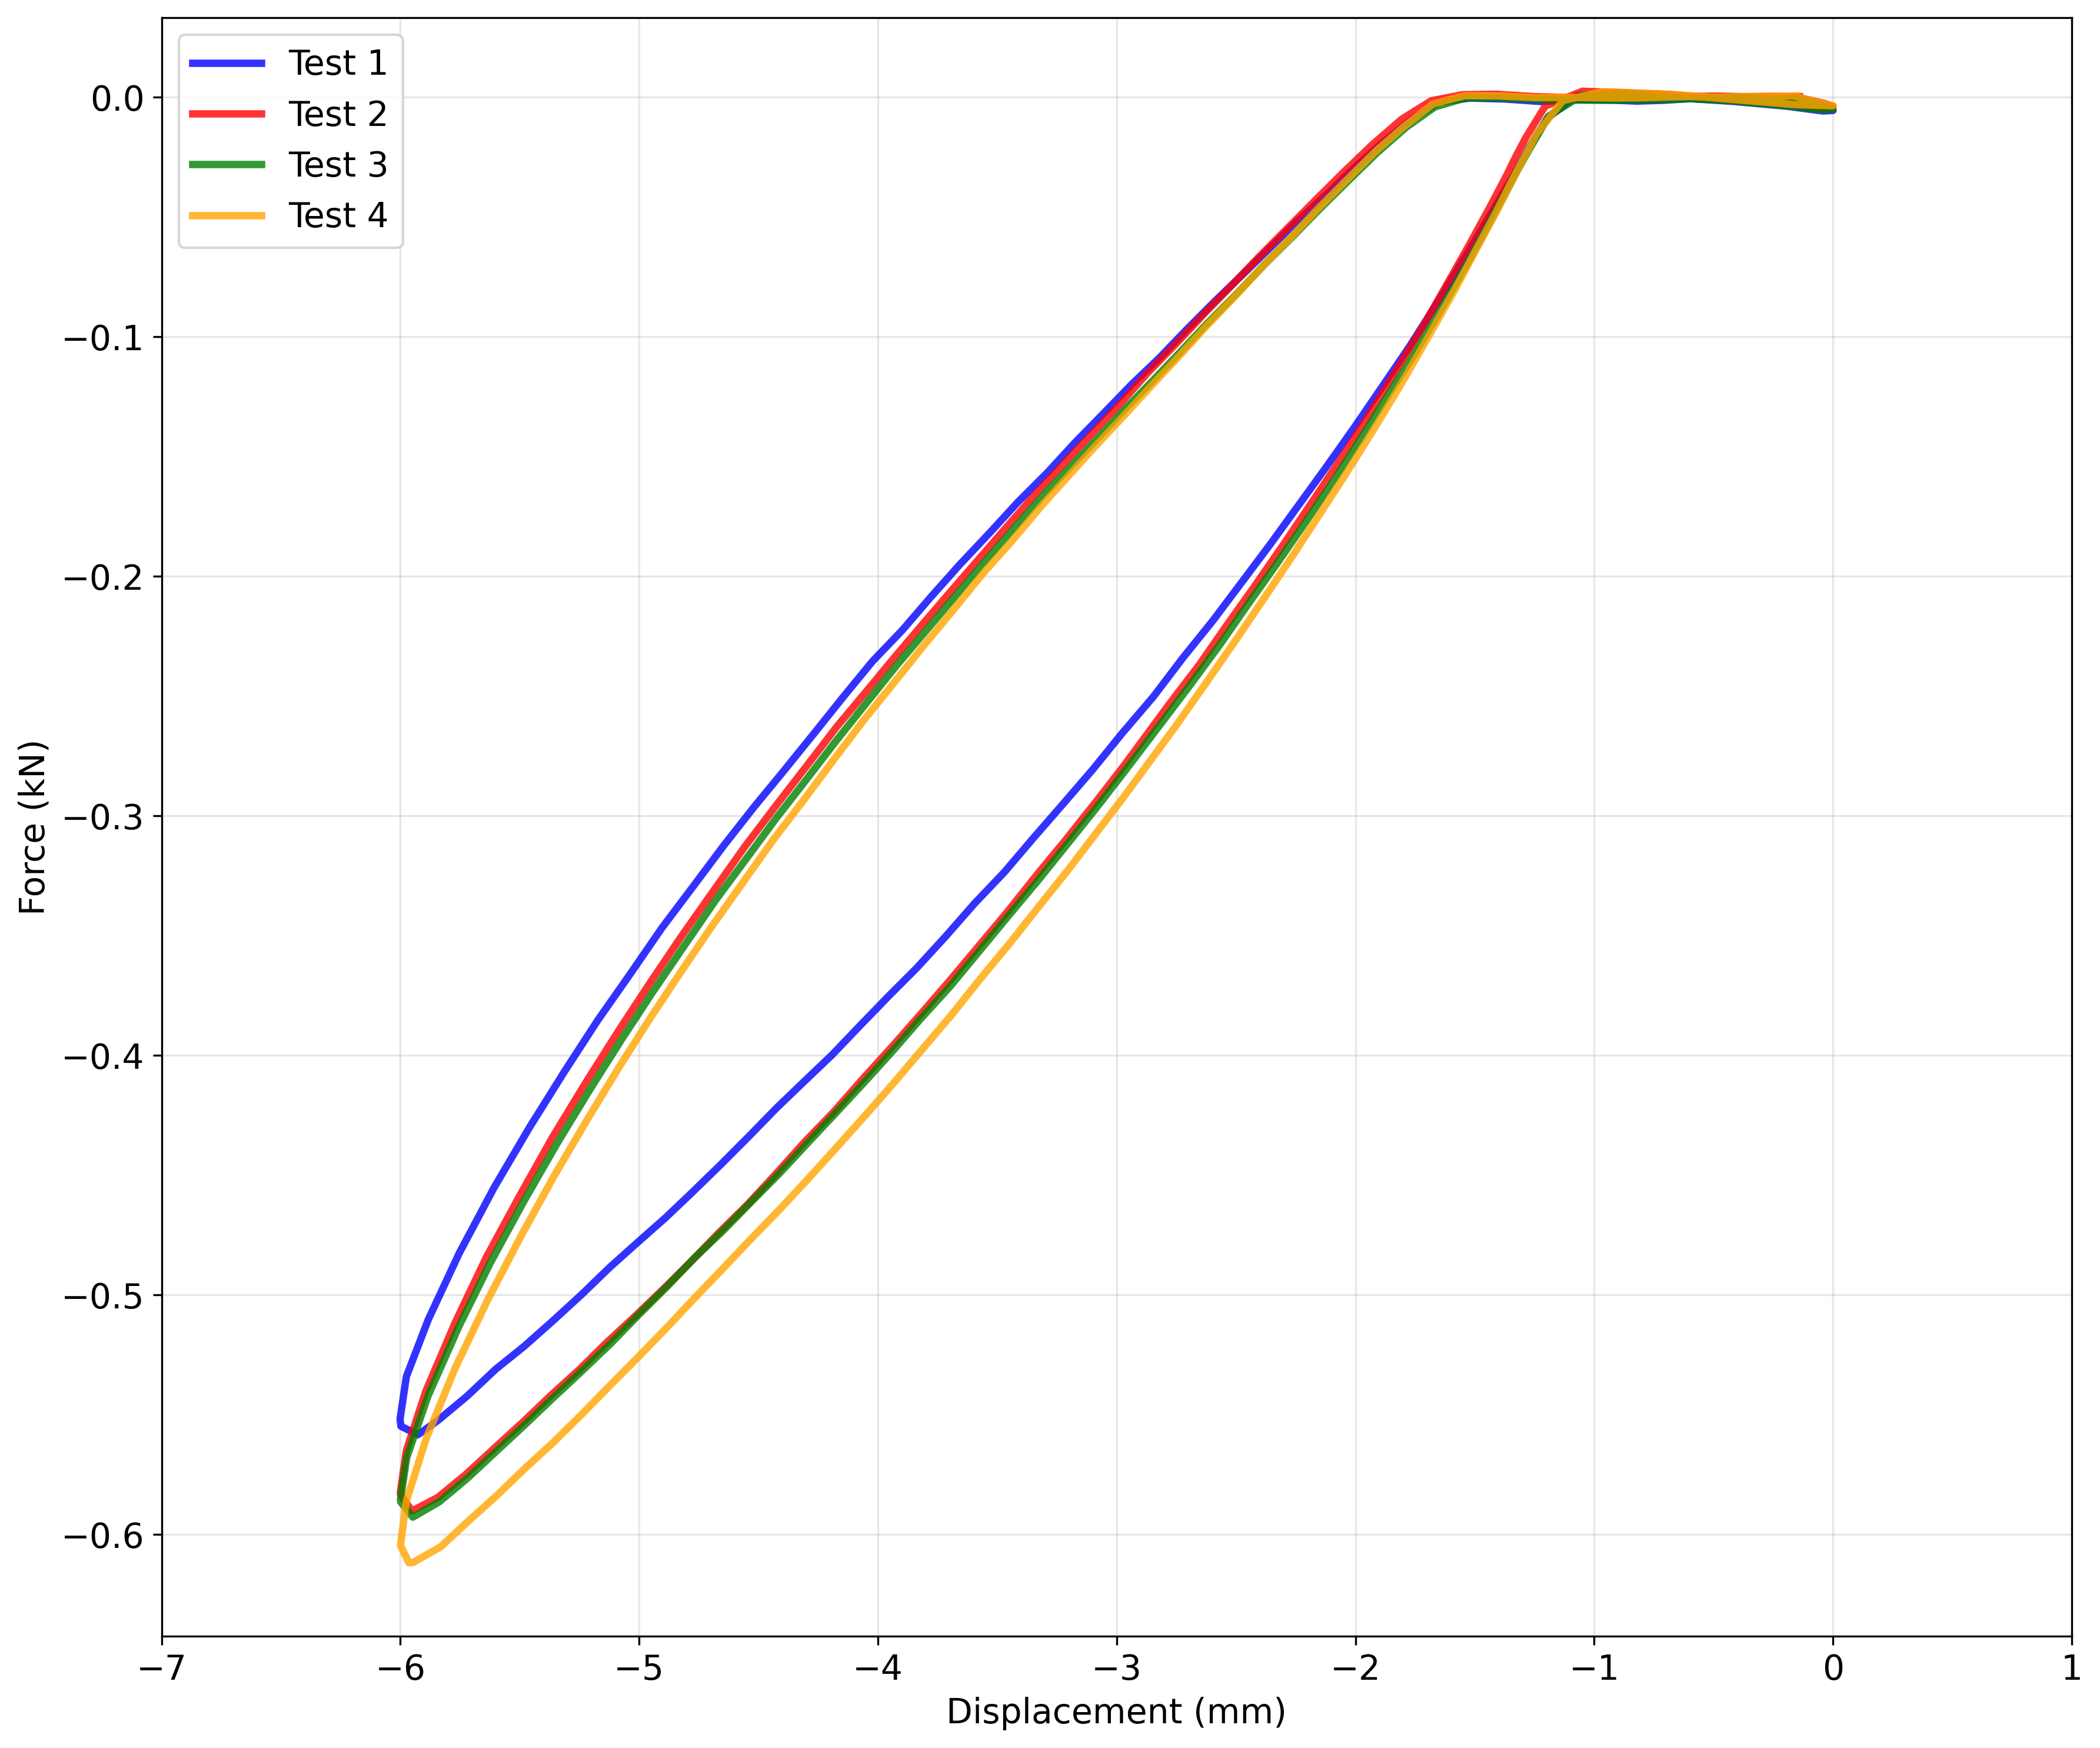 Test 1
Test 2
Test 3
Test 4
0.0
−0.1
−0.2
−0.3
−0.4
−0.5
−0.6
Force (kN)
−7 −6 −5 −4 −3 −2 −1 0 1
Displacement (mm)